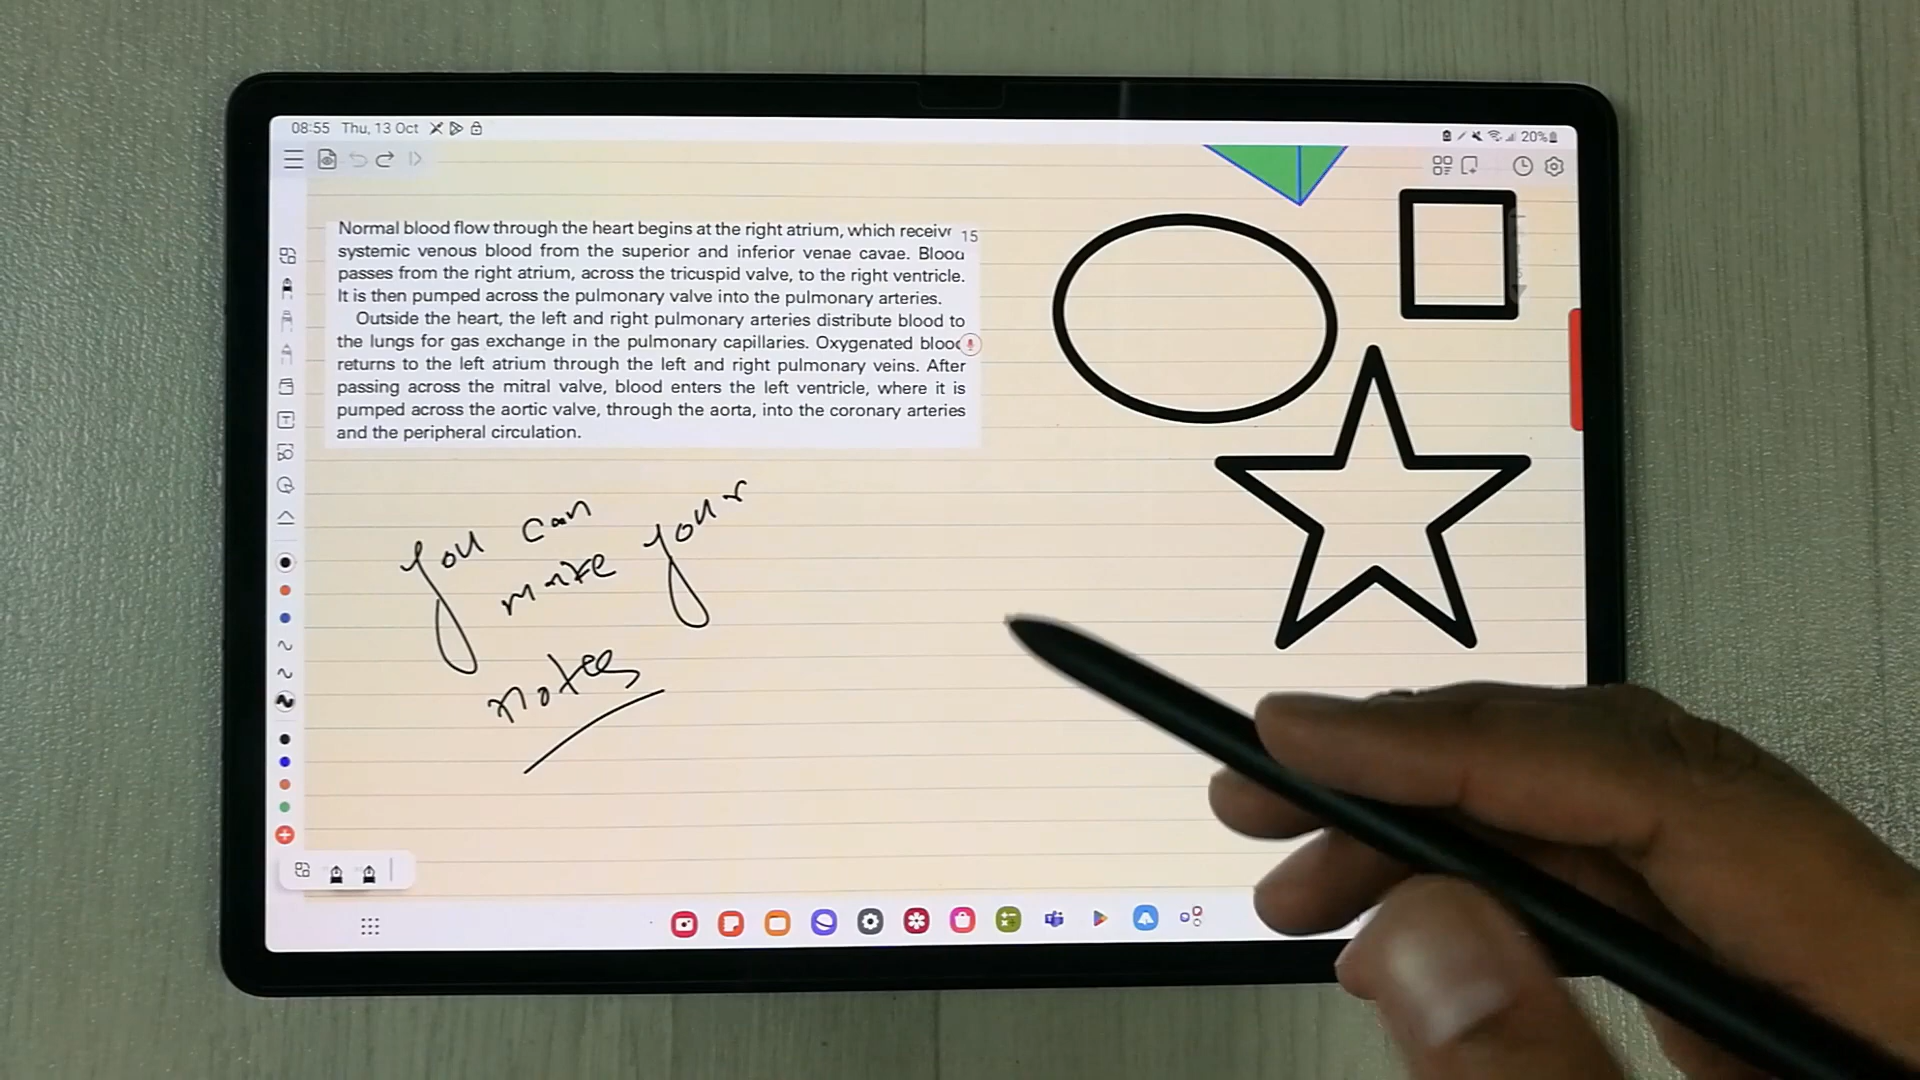 08:55 Thu, 13 Oct
20%
Normal blood flow through the heart begins at the right atrium, which receiv
15
systemic venous blood from the superior and inferior venae cavae. Blood
passes from the right atrium, across the tricuspid valve, to the right ventricle.
It is then pumped across the pulmonary valve into the pulmonary arteries.
Outside the heart, the left and right pulmonary arteries distribute blood to
the lungs for gas exchange in the pulmonary capillaries. Oxygenated blood
returns to the left atrium through the left and right pulmonary veins. After
passing across the mitral valve, blood enters the left ventricle, where it is
pumped across the aortic valve, through the aorta, into the coronary arteries
and the peripheral circulation.
you can
make your
notes